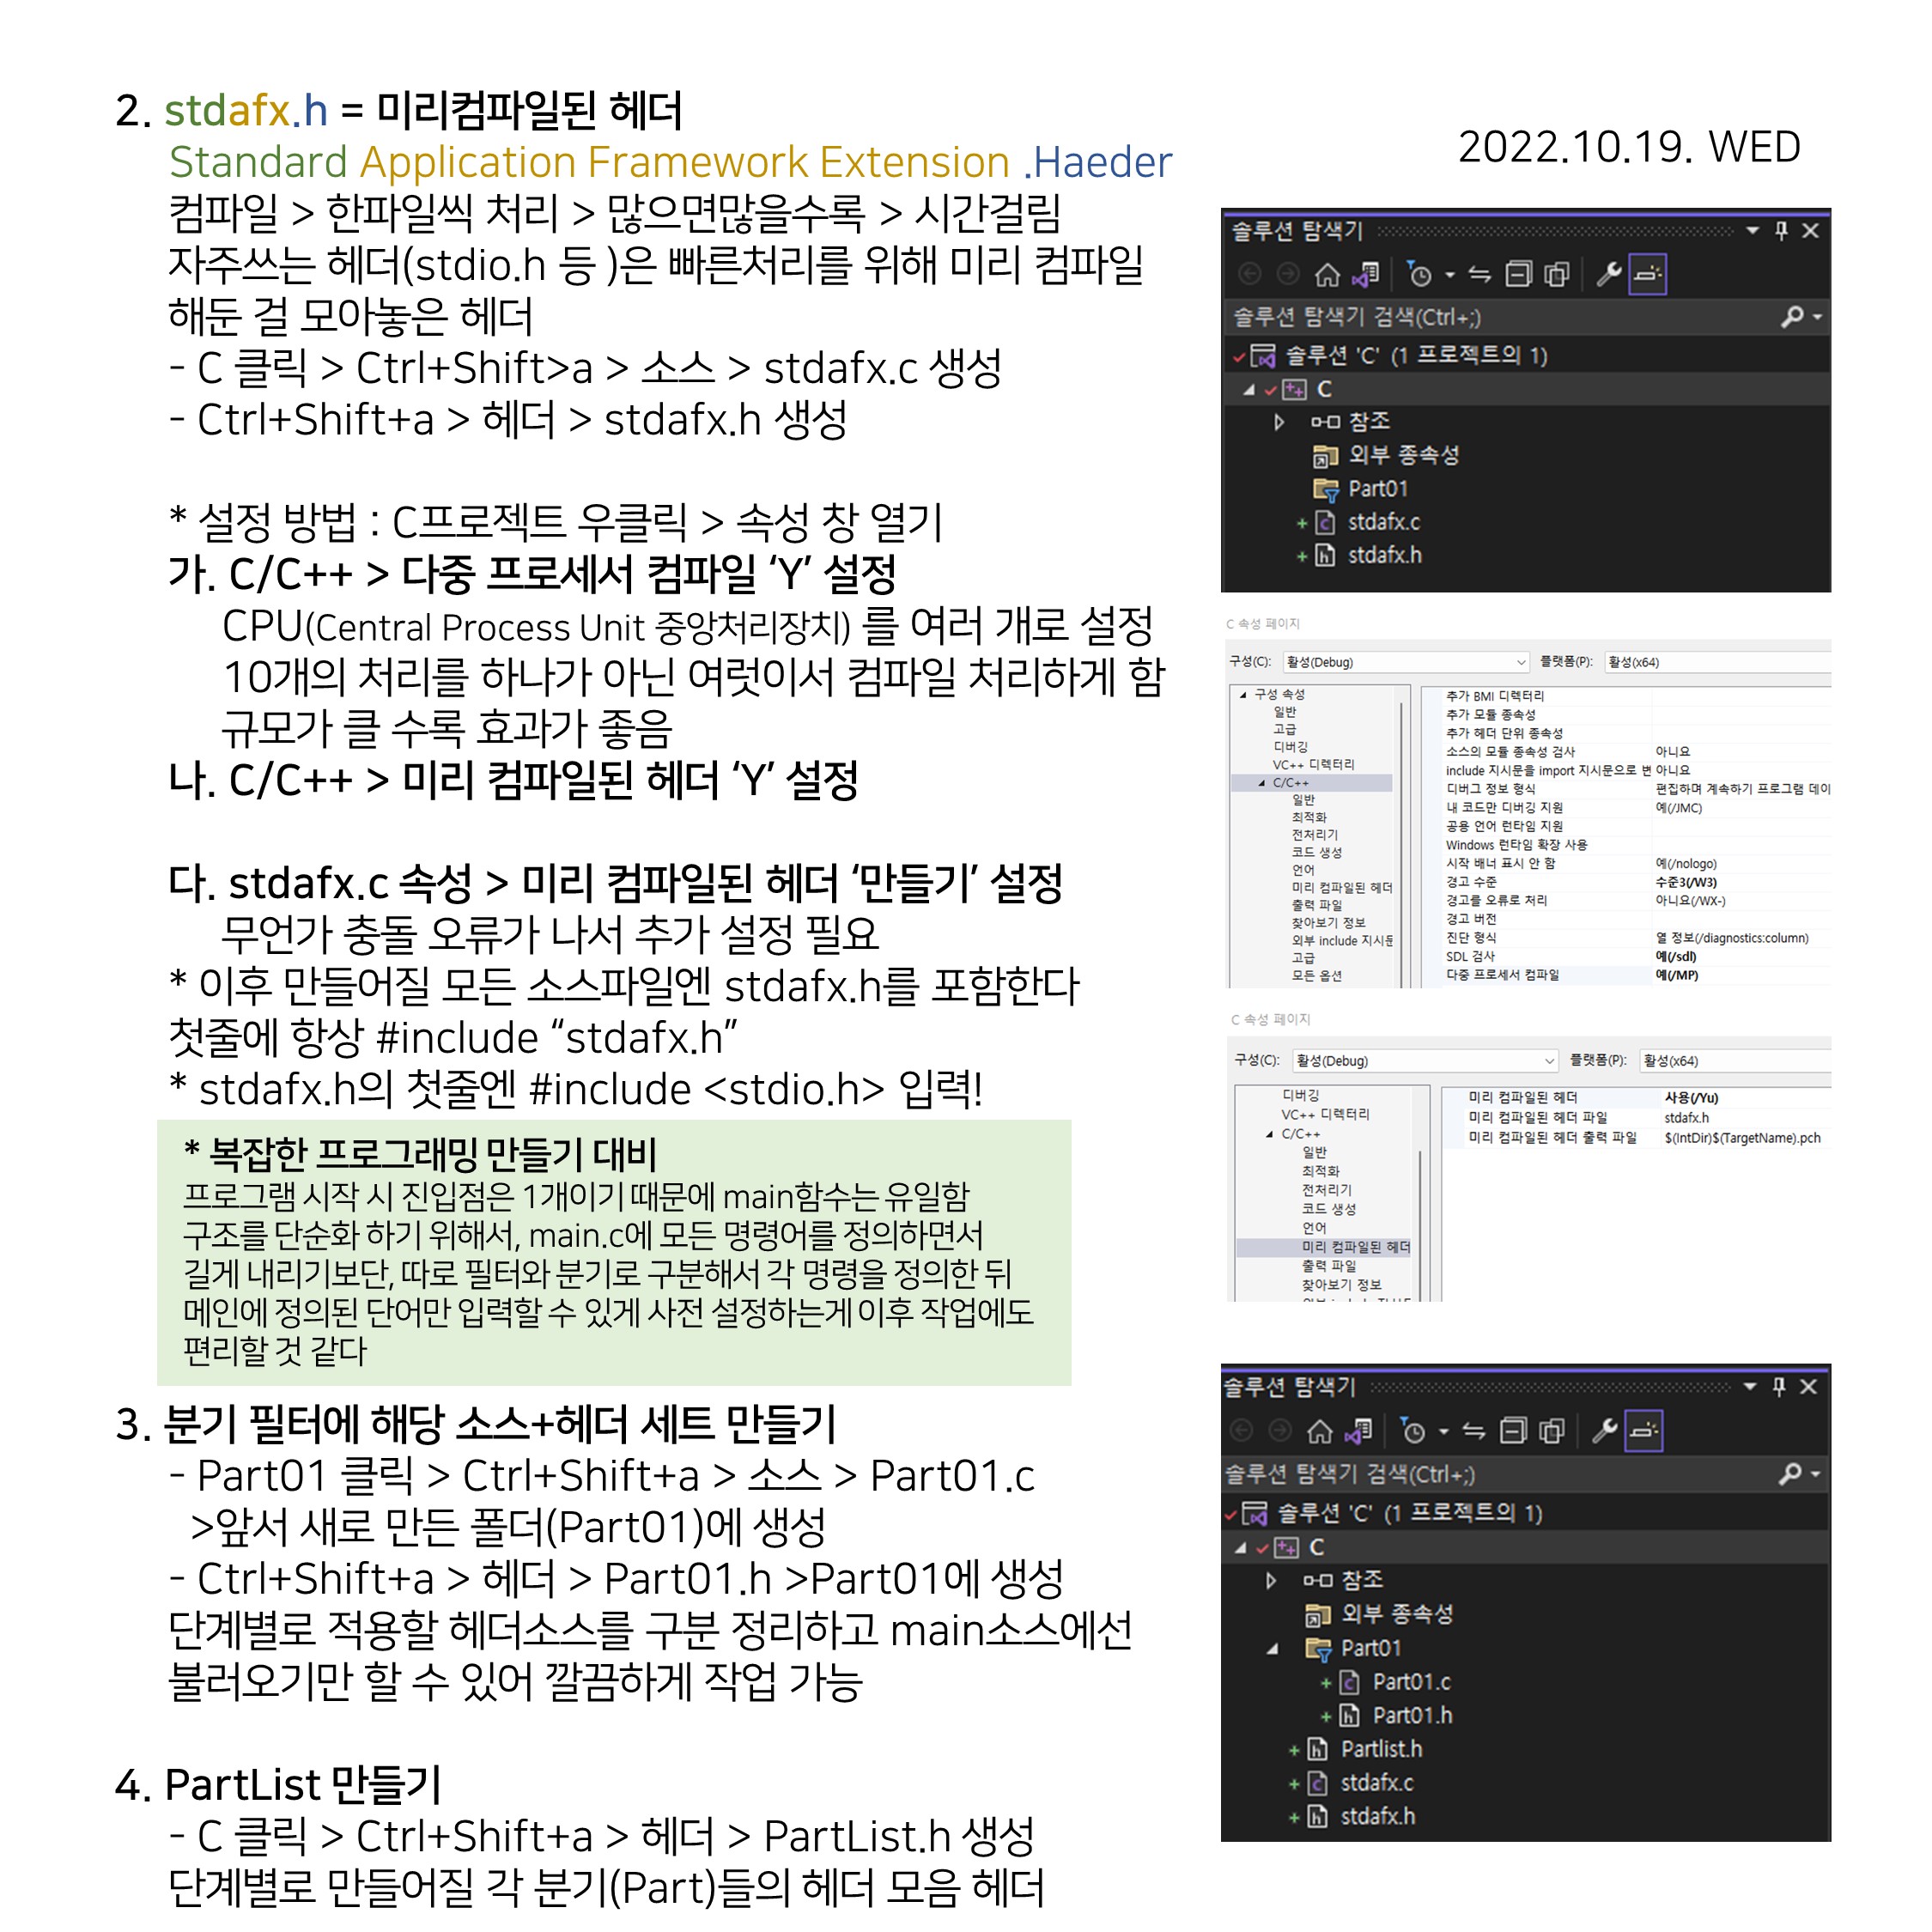 2. stdafx.h = 미리컴파일된 헤더
Standard Application Framework Extension .Haeder
컴파일 > 한파일씩 처리 > 많으면많을수록 > 시간걸림
자주쓰는 헤더(stdio.h 등 )은 빠른처리를 위해 미리 컴파일
해둔 걸 모아놓은 헤더
- C 클릭 > Ctrl+Shift>a > 소스 > stdafx.c 생성
- Ctrl+Shift+a > 헤더 > stdafx.h 생성
* 설정 방법 : C프로젝트 우클릭 > 속성 창 열기
가. C/C++ > 다중 프로세서 컴파일 ‘Y’ 설정
CPU(Central Process Unit 중앙처리장치) 를 여러 개로 설정
10개의 처리를 하나가 아닌 여럿이서 컴파일 처리하게 함
규모가 클 수록 효과가 좋음
나. C/C++ > 미리 컴파일된 헤더 ‘Y’ 설정
다. stdafx.c 속성 > 미리 컴파일된 헤더 ‘만들기’ 설정
무언가 충돌 오류가 나서 추가 설정 필요
* 이후 만들어질 모든 소스파일엔 stdafx.h를 포함한다
첫줄에 항상 #include “stdafx.h”
* stdafx.h의 첫줄엔 #include <stdio.h> 입력!
* 복잡한 프로그래밍 만들기 대비
프로그램 시작 시 진입점은 1개이기 때문에 main함수는 유일함
구조를 단순화 하기 위해서, main.c에 모든 명령어를 정의하면서
길게 내리기보단, 따로 필터와 분기로 구분해서 각 명령을 정의한 뒤
메인에 정의된 단어만 입력할 수 있게 사전 설정하는게 이후 작업에도
편리할 것 같다
3. 분기 필터에 해당 소스+헤더 세트 만들기
- Part01 클릭 > Ctrl+Shift+a > 소스 > Part01.c
>앞서 새로 만든 폴더(Part01)에 생성
- Ctrl+Shift+a > 헤더 > Part01.h >Part01에 생성
단계별로 적용할 헤더소스를 구분 정리하고 main소스에선
불러오기만 할 수 있어 깔끔하게 작업 가능
4. PartList 만들기
- C 클릭 > Ctrl+Shift+a > 헤더 > PartList.h 생성
단계별로 만들어질 각 분기(Part)들의 헤더 모음 헤더
2022.10.19. WED
솔루션 탐색기
솔루션 탐색기 검색(Ctrl+;)
솔루션 'C' (1 프로젝트의 1)
C
참조
외부 종속성
Part01
stdafx.c
stdafx.h
C 속성 페이지
구성(C): 활성(Debug) 플랫폼(P): 활성(x64)
구성 속성
일반
고급
디버깅
VC++ 디렉터리
C/C++
일반
최적화
전처리기
코드 생성
언어
미리 컴파일된 헤더
출력 파일
찾아보기 정보
외부 include 지시문
고급
모든 옵션
추가 BMI 디렉터리
추가 모듈 종속성
추가 헤더 단위 종속성
소스의 모듈 종속성 검사 아니요
include 지시문을 import 지시문으로 변 아니요
디버그 정보 형식 편집하며 계속하기 프로그램 데이
내 코드만 디버깅 지원 예(/JMC)
공용 언어 런타임 지원
Windows 런타임 확장 사용
시작 배너 표시 안 함 예(/nologo)
경고 수준 수준3(/W3)
경고를 오류로 처리 아니요(/WX-)
경고 버전
진단 형식 열 정보(/diagnostics:column)
SDL 검사 예(/sdl)
다중 프로세서 컴파일 예(/MP)
C 속성 페이지
구성(C): 활성(Debug) 플랫폼(P): 활성(x64)
디버깅
VC++ 디렉터리
C/C++
일반
최적화
전처리기
코드 생성
언어
미리 컴파일된 헤더
출력 파일
찾아보기 정보
미리 컴파일된 헤더 사용(/Yu)
미리 컴파일된 헤더 파일 stdafx.h
미리 컴파일된 헤더 출력 파일 $(IntDir)$(TargetName).pch
솔루션 탐색기
솔루션 탐색기 검색(Ctrl+;)
솔루션 'C' (1 프로젝트의 1)
C
참조
외부 종속성
Part01
Part01.c
Part01.h
Partlist.h
stdafx.c
stdafx.h